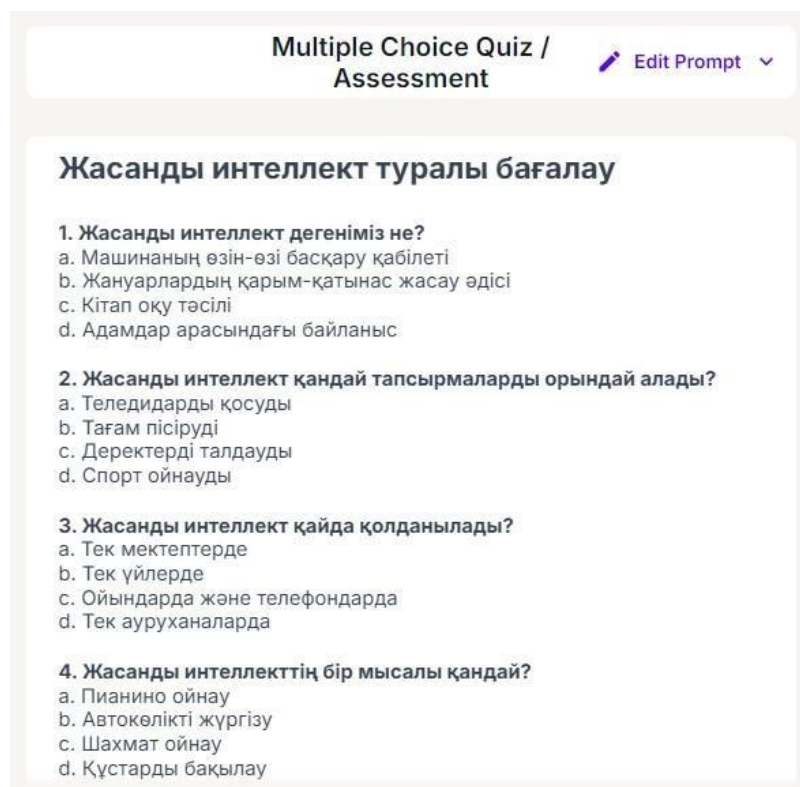 Multiple Choice Quiz /
Assessment
Edit Prompt
Жасанды интеллект туралы бағалау
1. Жасанды интеллект дегеніміз не?
a. Машинаның өзін-өзі басқару қабілеті
b. Жануарлардың қарым-қатынас жасау әдісі
c. Кітап оқу тәсілі
d. Адамдар арасындағы байланыс
2. Жасанды интеллект қандай тапсырмаларды орындай алады?
a. Теледидарды қосуды
b. Тағам пісіруді
c. Деректерді талдауды
d. Спорт ойнауды
3. Жасанды интеллект қайда қолданылады?
a. Тек мектептерде
b. Тек үйлерде
c. Ойындарда және телефондарда
d. Тек ауруханаларда
4. Жасанды интеллекттің бір мысалы қандай?
a. Пианино ойнау
b. Автокөлікті жүргізу
c. Шахмат ойнау
d. Құстарды бақылау